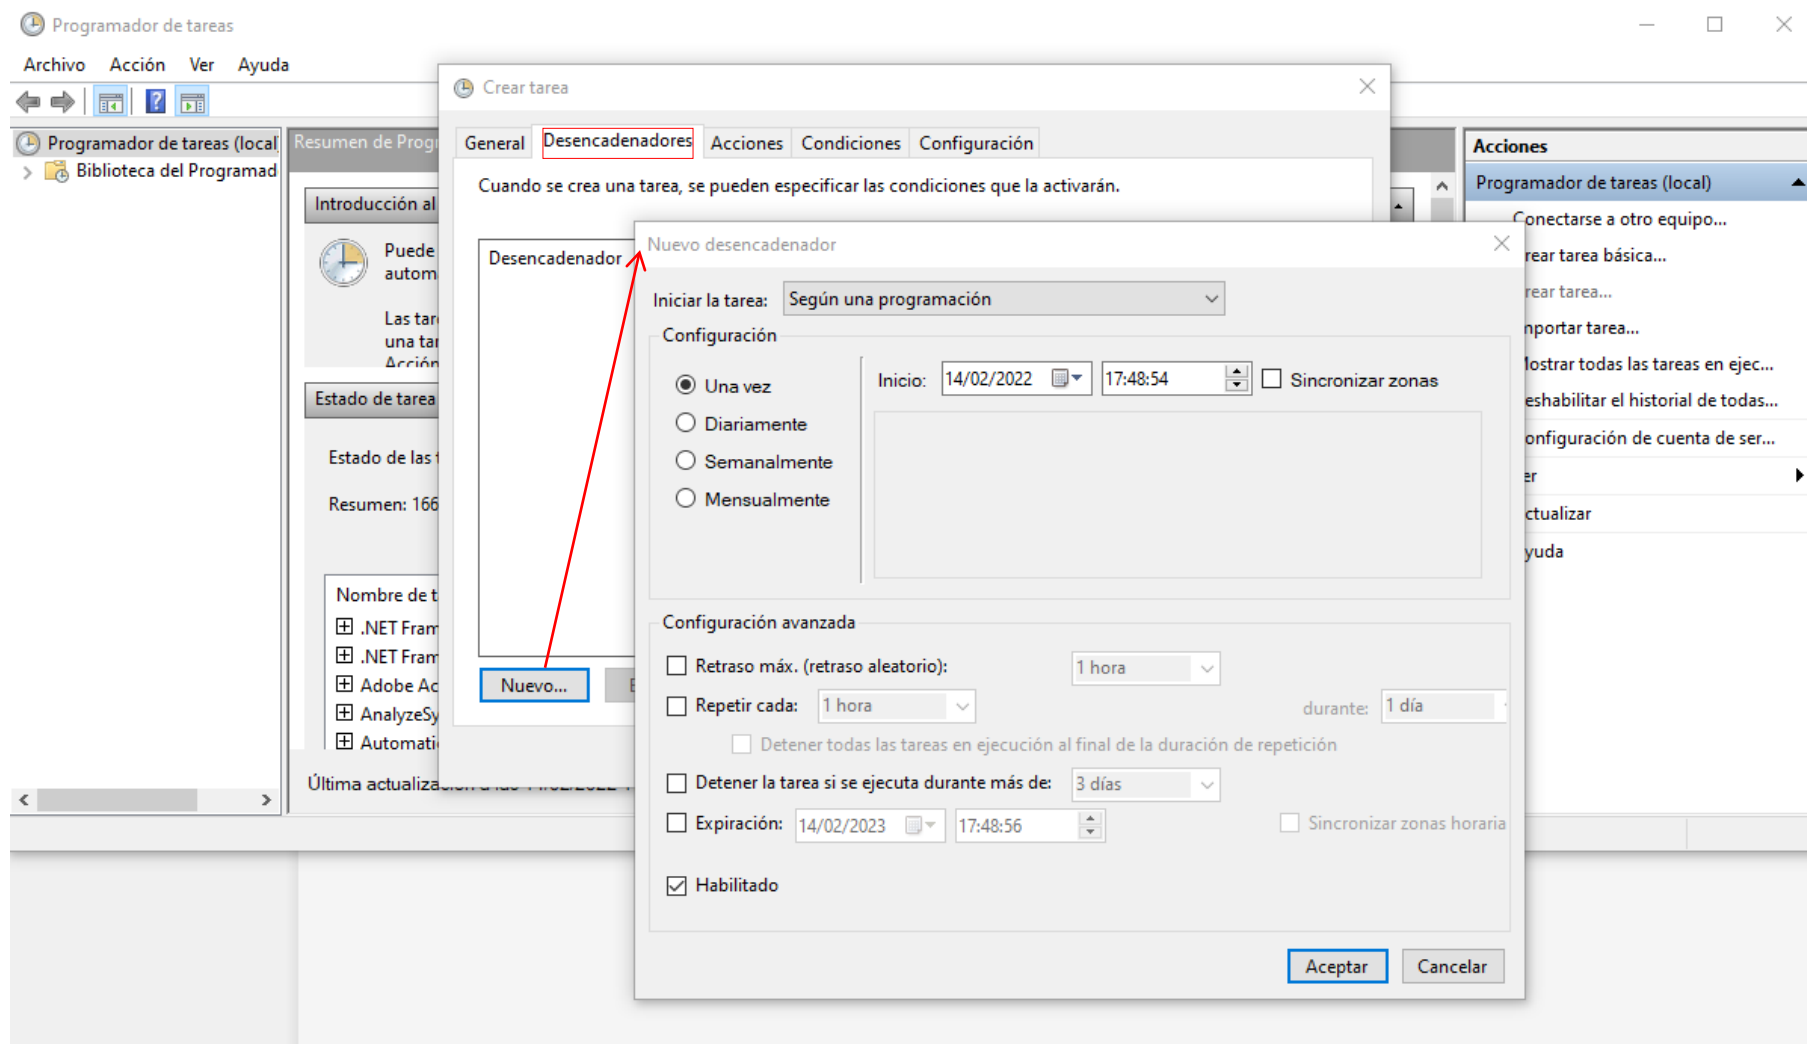 Programador de tareas
Archivo Acción Ver Ayuda
Programador de tareas (local
Biblioteca del Programad
Resumen de Prog
Introducción al
Puede
autom
Las tar
una tar
Acción
Estado de tarea
Estado de las
Resumen: 166
Nombre de t
.NET Fram
.NET Fram
Adobe Ac
AnalyzeSy
Automati
Última actualiza
Crear tarea
General Desencadenadores Acciones Condiciones Configuración
Cuando se crea una tarea, se pueden especificar las condiciones que la activarán.
Desencadenador
Nuevo...
Nuevo desencadenador
Iniciar la tarea: Según una programación
Configuración
Una vez
Diariamente
Semanalmente
Mensualmente
Inicio: 14/02/2022 17:48:54 Sincronizar zonas
Configuración avanzada
Retraso máx. (retraso aleatorio): 1 hora
Repetir cada: 1 hora durante: 1 día
Detener todas las tareas en ejecución al final de la duración de repetición
Detener la tarea si se ejecuta durante más de: 3 días
Expiración: 14/02/2023 17:48:56 Sincronizar zonas horaria
Habilitado
Aceptar Cancelar
Acciones
Programador de tareas (local)
Conectarse a otro equipo...
rear tarea básica...
rear tarea...
mportar tarea...
ostrar todas las tareas en ejec...
eshabilitar el historial de todas...
onfiguración de cuenta de ser...
er
ctualizar
yuda